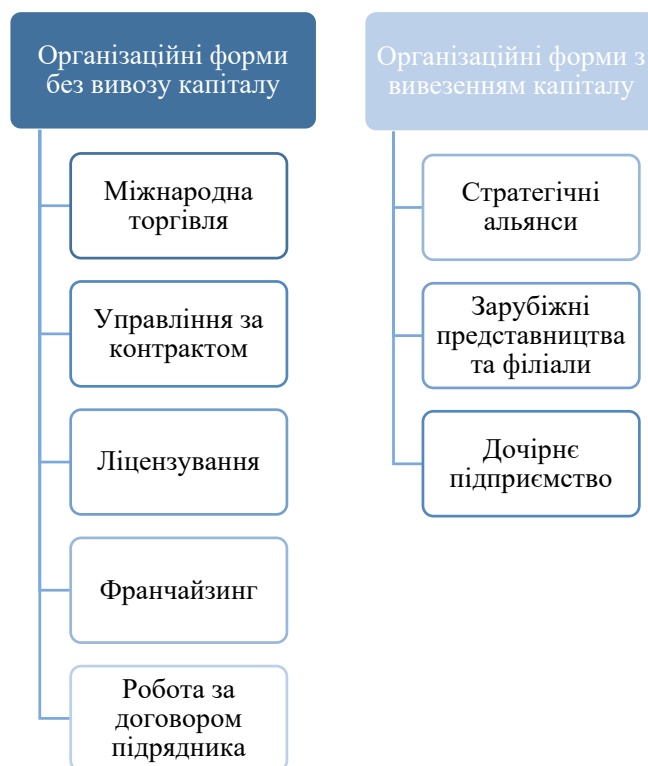 Організаційні форми
без вивозу капіталу
Міжнародна
торгівля
Управління за
контрактом
Ліцензування
Франчайзинг
Робота за
договором
підрядника
Організаційні форми з
вивезенням капіталу
Стратегічні
альянси
Зарубіжні
представництва
та філіали
Дочірнє
підприємство